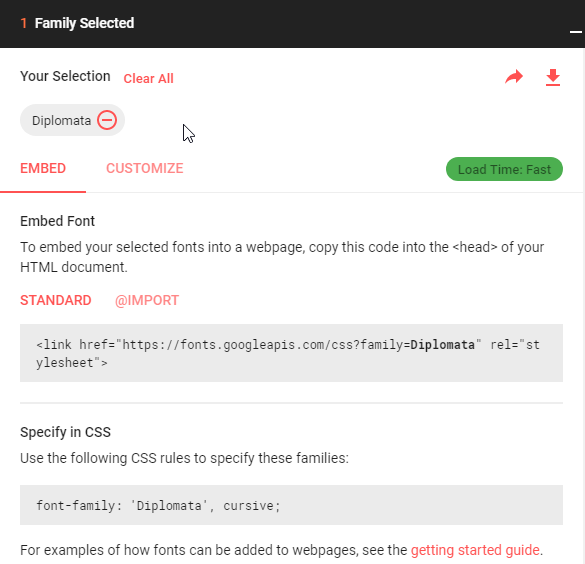 1 Family Selected
Your Selection Clear All
Diplomata
EMBED CUSTOMIZE Load Time: Fast
Embed Font
To embed your selected fonts into a webpage, copy this code into the <head> of your
HTML document.
STANDARD @IMPORT
<link href="https://fonts.googleapis.com/css?family=Diplomata" rel="st
ylesheet">
Specify in CSS
Use the following CSS rules to specify these families:
font-family: 'Diplomata', cursive;
For examples of how fonts can be added to webpages, see the getting started guide.